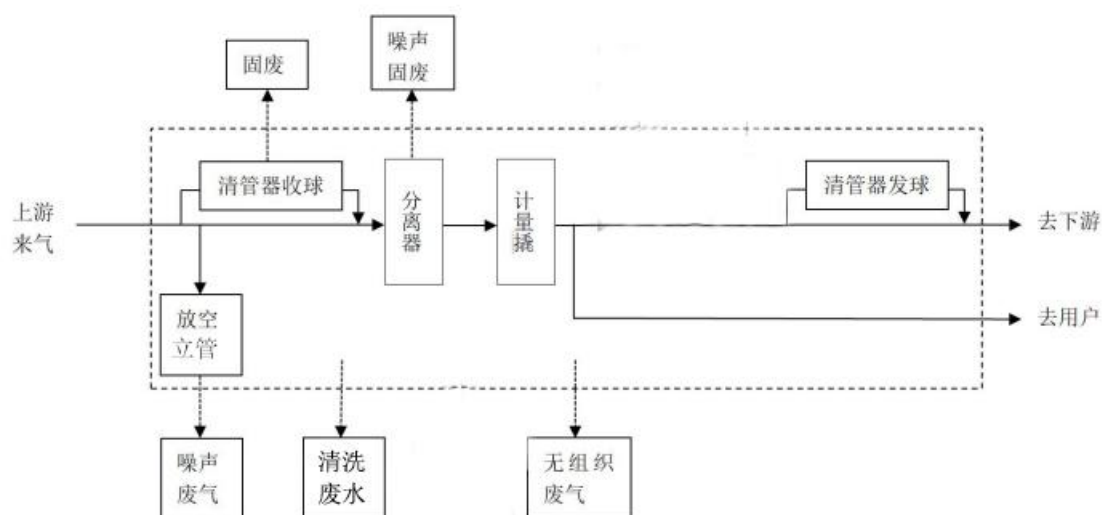 固废
噪声
固废
清管器收球
清管器发球
上游
来气
分离器
计量撬
去下游
去用户
放空
立管
噪声
废气
清洗
废水
无组织
废气